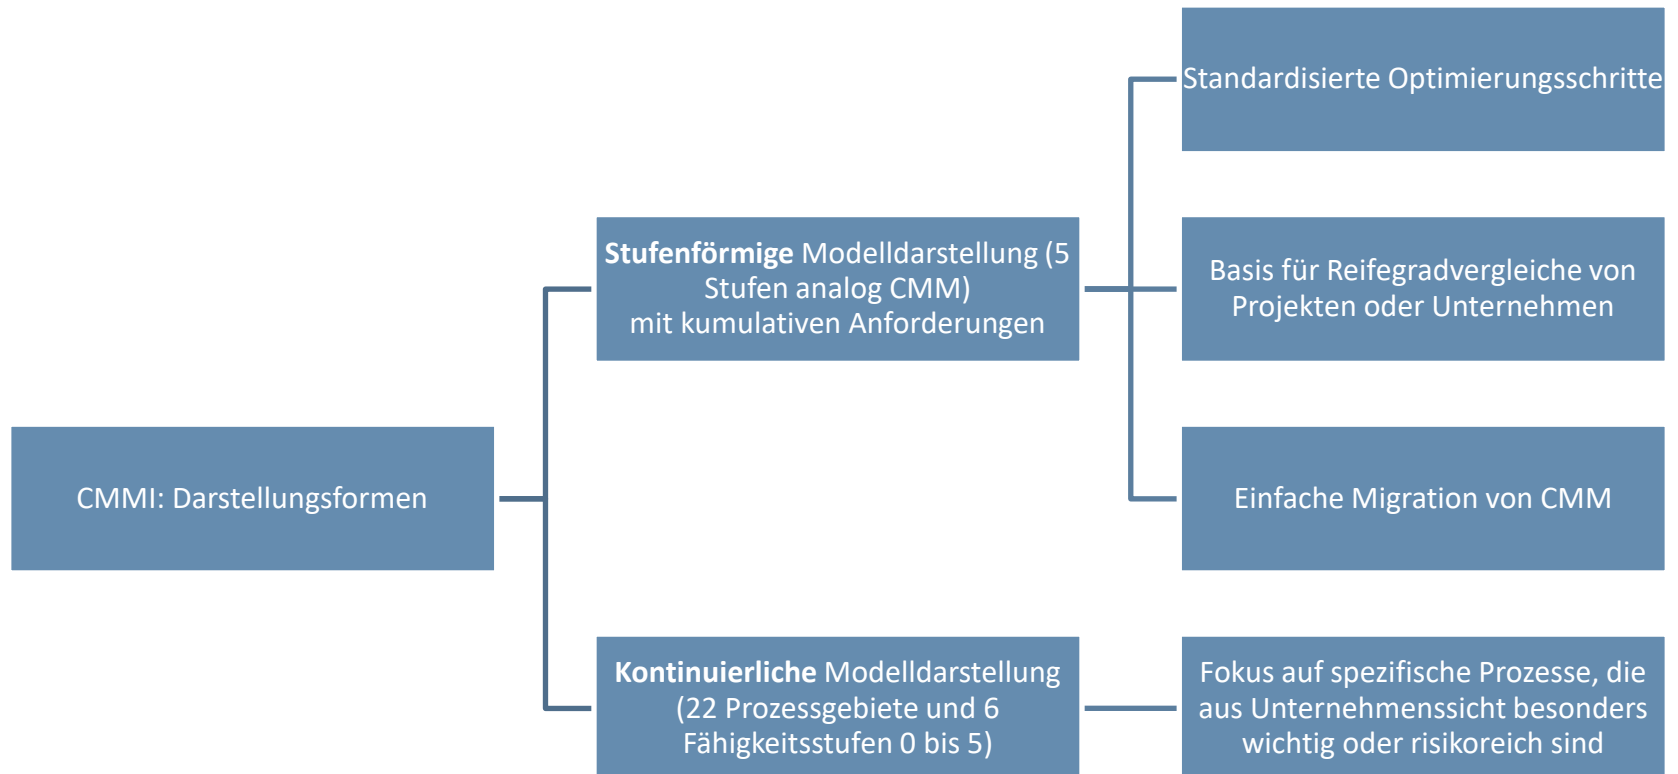 CMMI: Darstellungsformen
Stufenförmige Modelldarstellung (5
Stufen analog CMM)
mit kumulativen Anforderungen
Standardisierte Optimierungsschritte
Basis für Reifegradvergleiche von
Projekten oder Unternehmen
Einfache Migration von CMM
Kontinuierliche Modelldarstellung
(22 Prozessgebiete und 6
Fähigkeitsstufen 0 bis 5)
Fokus auf spezifische Prozesse, die
aus Unternehmenssicht besonders
wichtig oder risikoreich sind